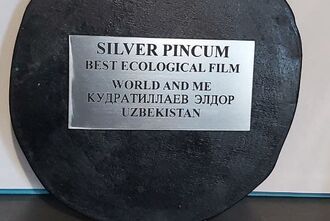 SILVER PINCUM
BEST ECOLOGICAL FILM
WORLD AND ME
КУДРАТИЛЛАЕВ ЭЛДОР
UZBEKISTAN